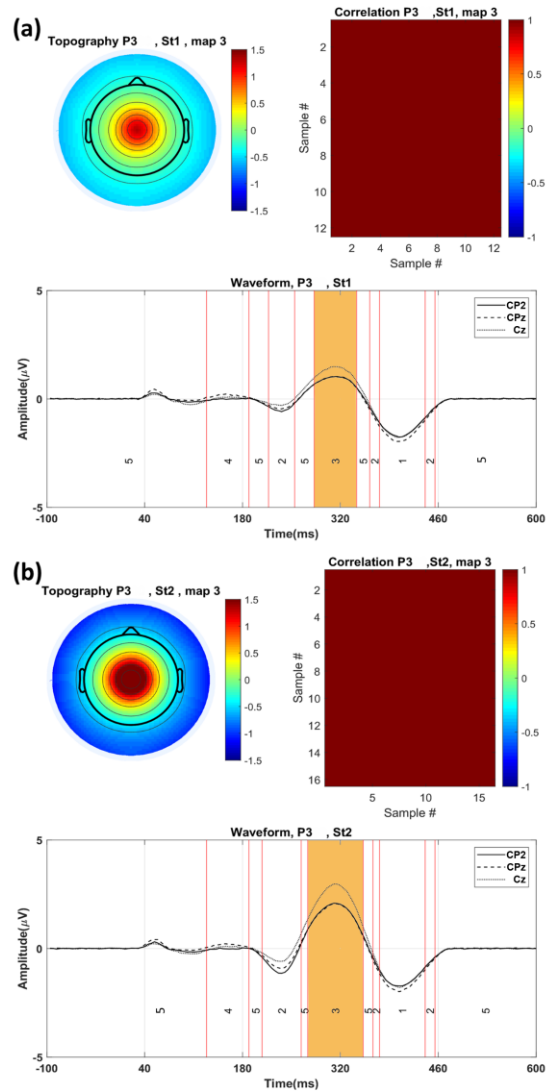 (a)
Topography P3 , St1 , map 3
1.5
1
0.5
0
-0.5
-1
-1.5
Correlation P3 ,St1, map 3
Sample #
2
4
6
8
10
12
2 4 6 8 10 12
Sample #
1
0.5
0
-0.5
-1
Waveform, P3 , St1
Amplitude(μV)
5
0
-5
CP2
CPz
Cz
5 4 5 2 5 3 5 2 1 2 5
-100 40 180 320 460 600
Time(ms)
(b)
Topography P3 , St2 , map 3
1.5
1
0.5
0
-0.5
-1
-1.5
Correlation P3 ,St2, map 3
Sample #
2
4
6
8
10
12
14
16
5 10 15
Sample #
1
0.5
0
-0.5
-1
Waveform, P3 , St2
Amplitude(μV)
5
0
-5
CP2
CPz
Cz
5 4 5 2 5 3 5 2 1 2 5
-100 40 180 320 460 600
Time(ms)